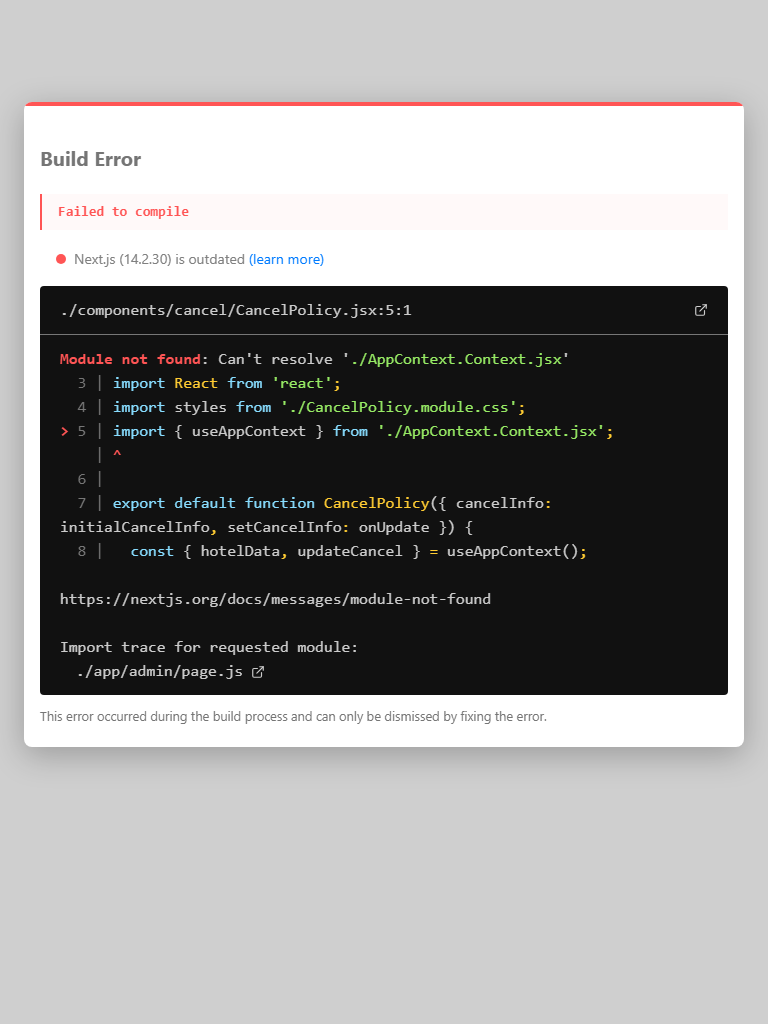 Build Error
Failed to compile
Next.js (14.2.30) is outdated (learn more)
./components/cancel/CancelPolicy.jsx:5:1
Module not found: Can't resolve './AppContext.Context.jsx'
  3 | import React from 'react';
  4 | import styles from './CancelPolicy.module.css';
> 5 | import { useAppContext } from './AppContext.Context.jsx';
    | ^
  6 |
  7 | export default function CancelPolicy({ cancelInfo:
initialCancelInfo, setCancelInfo: onUpdate }) {
  8 |   const { hotelData, updateCancel } = useAppContext();
https://nextjs.org/docs/messages/module-not-found
Import trace for requested module:
  ./app/admin/page.js
This error occurred during the build process and can only be dismissed by fixing the error.